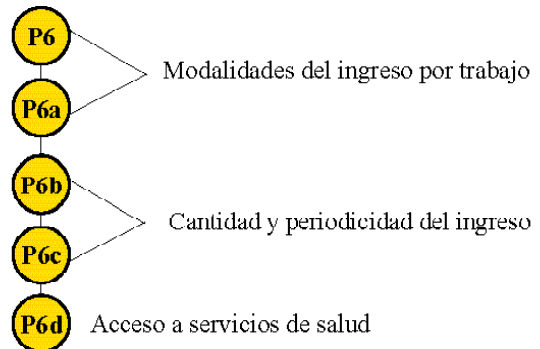 P6
Modalidades del ingreso por trabajo
P6a
P6b
Cantidad y periodicidad del ingreso
P6c
P6d Acceso a servicios de salud